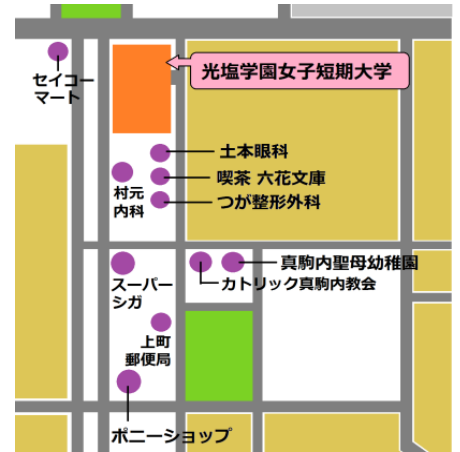 光塩学園女子短期大学
セイコー
マート
土本眼科
喫茶 六花文庫
つが整形外科
村元
内科
真駒内聖母幼稚園
カトリック真駒内教会
スーパー
シガ
上町
郵便局
ポニーショップ